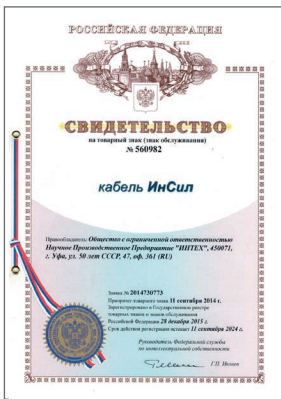 РОССИЙСКАЯ ФЕДЕРАЦИЯ
СВИДЕТЕЛЬСТВО
на товарный знак (знак обслуживания)
№ 560982
кабель ИнСил
Правообладатель: Общество с ограниченной ответственностью
Научное Производственное Предприятие "ИНТЕХ", 450071,
г. Уфа, ул. 50 лет СССР, 47, оф. 361 (RU)
Заявка № 2014730773
Приоритет товарного знака 11 сентября 2014 г.
Зарегистрировано в Государственном реестре
товарных знаков и знаков обслуживания
Российской Федерации 28 декабря 2015 г.
Срок действия регистрации истекает 11 сентября 2024 г.
Руководитель Федеральной службы
по интеллектуальной собственности
Г.П. Ивлиев